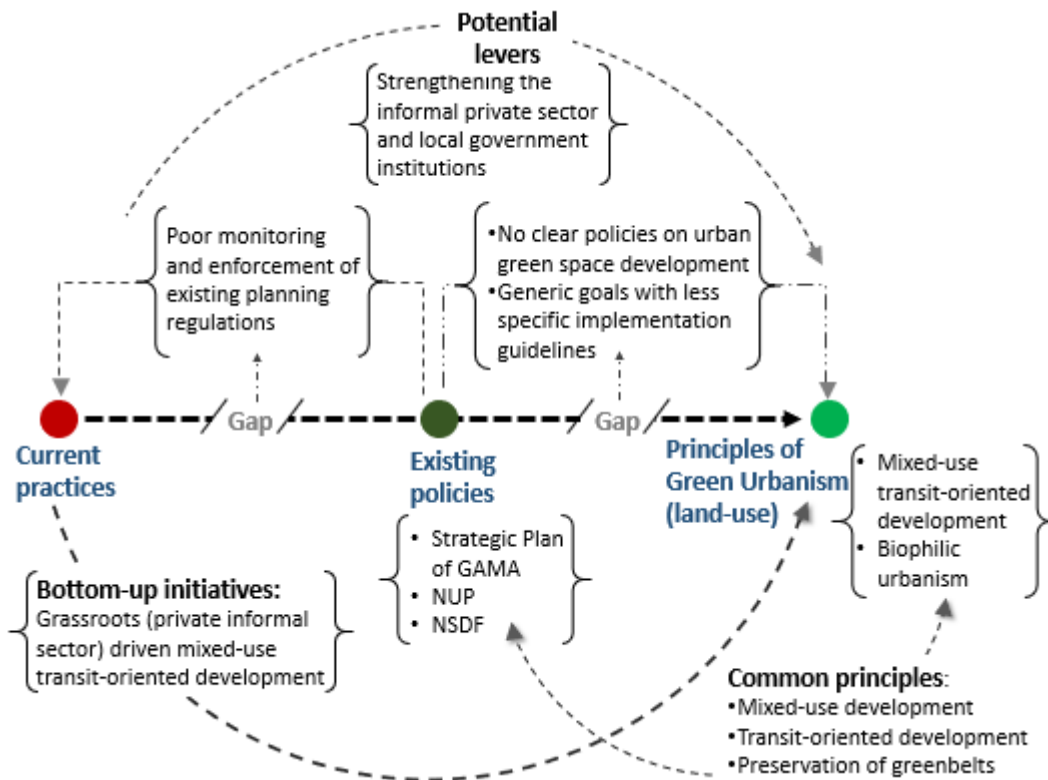 Potential
levers
Strengthening the
informal private sector
and local government
institutions
Poor monitoring
and enforcement of
existing planning
regulations
•No clear policies on urban
green space development
•Generic goals with less
specific implementation
guidelines
Gap
Gap
Current
practices
Existing
policies
Principles of
Green Urbanism
(land-use)
• Mixed-use
transit-oriented
development
• Biophilic
urbanism
• Strategic Plan
of GAMA
• NUP
• NSDF
Bottom-up initiatives:
Grassroots (private informal
sector) driven mixed-use
transit-oriented development
Common principles:
•Mixed-use development
•Transit-oriented development
•Preservation of greenbelts